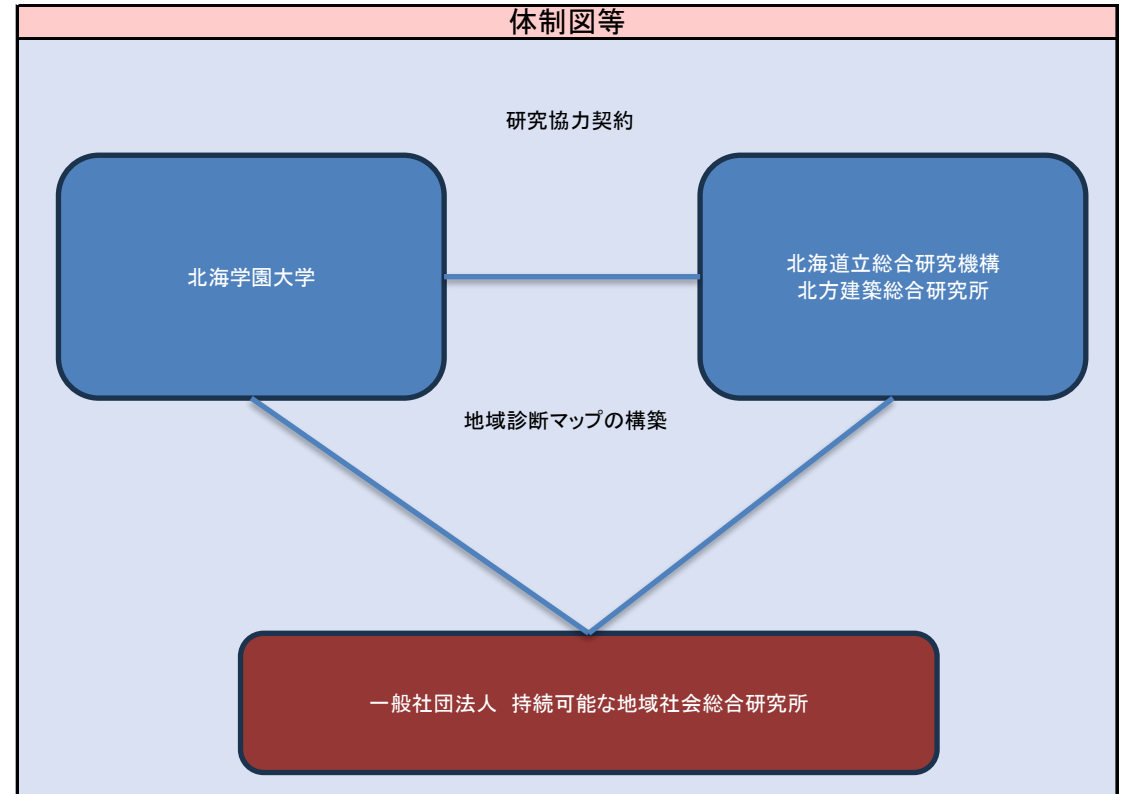 体制図等
研究協力契約
北海学園大学
北海道立総合研究機構
北方建築総合研究所
地域診断マップの構築
一般社団法人　持続可能な地域社会総合研究所